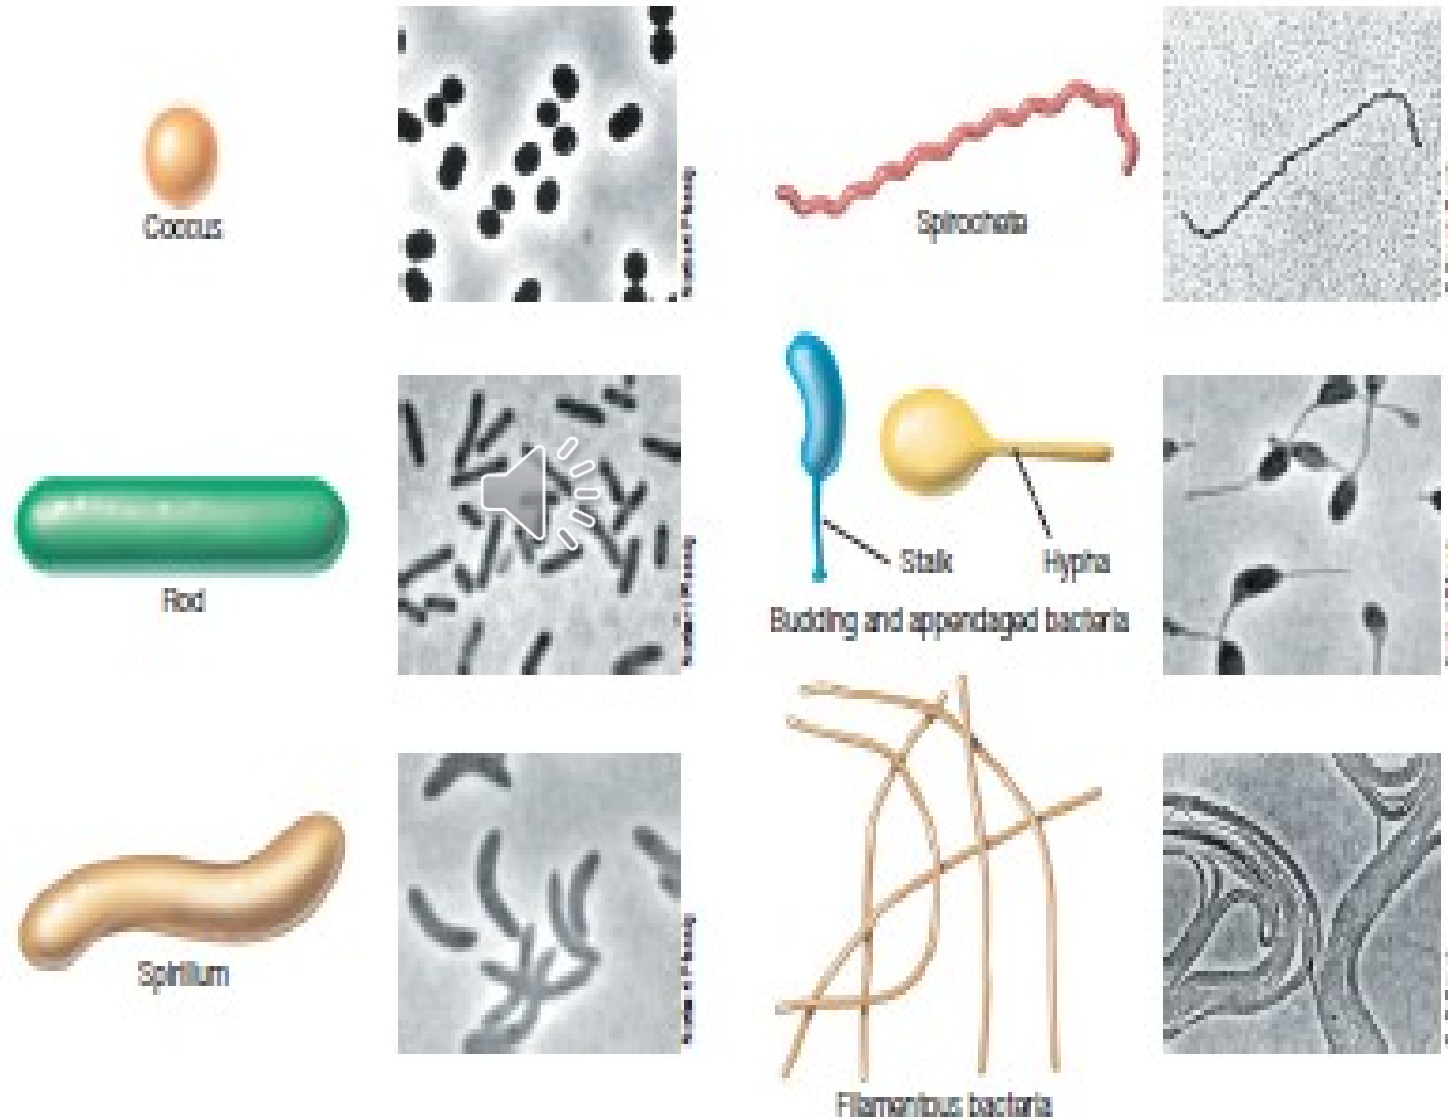 Coccus
Spirochete
Rod
Stalk
Hypha
Budding and appendaged bacteria
Spirillum
Filamentous bacteria